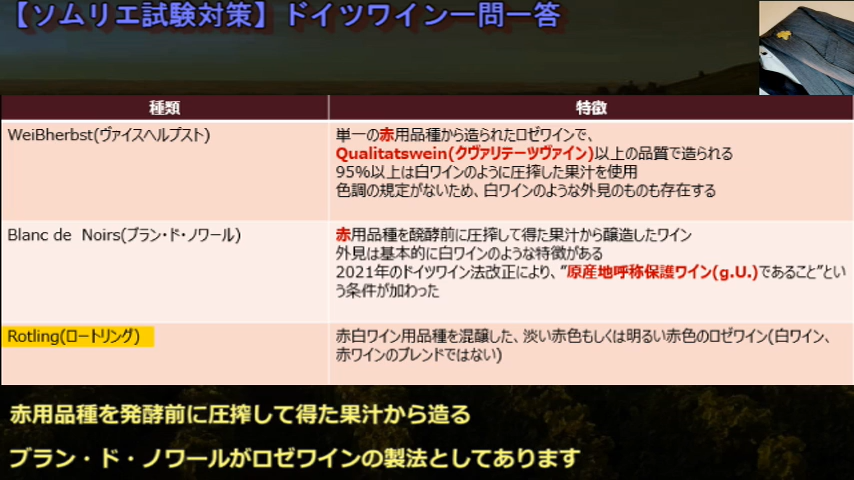 【ソムリエ試験対策】ドイツワイン一問一答
種類
特徴
WeiBherbst(ヴァイスヘルプスト)
単一の赤用品種から造られたロゼワインで、
Qualitatswein(クヴァリテーツヴァイン)以上の品質で造られる
95%以上は白ワインのように圧搾した果汁を使用
色調の規定がないため、白ワインのような外見のものも存在する
Blanc de Noirs(ブラン・ド・ノワール)
赤用品種を醗酵前に圧搾して得た果汁から醸造したワイン
外見は基本的に白ワインのような特徴がある
2021年のドイツワイン法改正により、"原産地呼称保護ワイン(g.U.)であること"とい
う条件が加わった
Rotling(ロートリング)
赤白ワイン用品種を混醸した、淡い赤色もしくは明るい赤色のロゼワイン(白ワイン、
赤ワインのブレンドではない)
赤用品種を発酵前に圧搾して得た果汁から造る
ブラン・ド・ノワールがロゼワインの製法としてあります